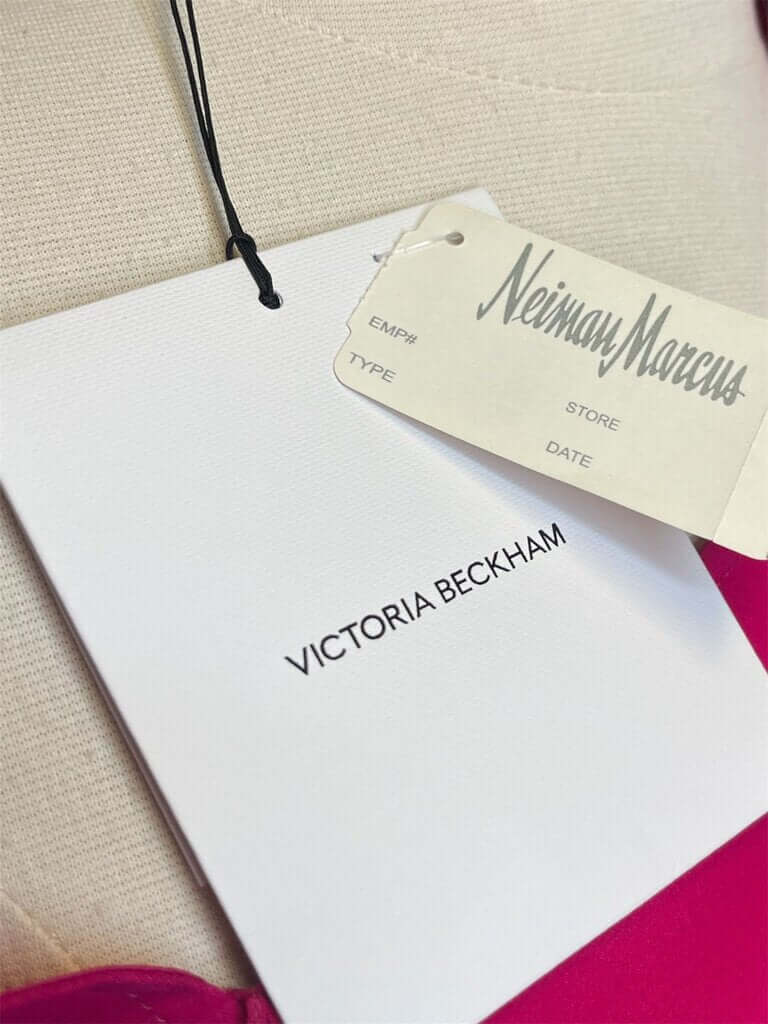 Neiman Marcus
EMP#
TYPE
STORE
DATE
VICTORIA BECKHAM